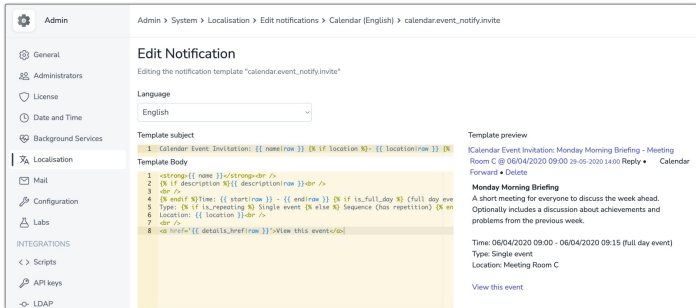 Admin
Admin > System > Localisation > Edit notifications > Calendar (English) > calendar.event_notify.invite
General
Administrators
License
Date and Time
Background Services
Localisation
Mail
Configuration
Labs
INTEGRATIONS
Scripts
API keys
LDAP
Edit Notification
Editing the notification template "calendar.event_notify.invite"
Language
English
Template subject
1 Calendar Event Invitation: {{ name|raw }} {% if location %}- {{ location|raw }} {%
Template Body
1 <strong>{{ name }}</strong><br />
2 {% if description %}{{ description|raw }}<br />
3 <br />
4 {% endif %}Time: {{ start|raw }} - {{ end|raw }} {% if is_full_day %} (full day eve
5 Type: {% if is_repeating %} Single event {% else %} Sequence (has repetition) {% en
6 Location: {{ location }}<br />
7 <br />
8 <a href='{{ details_href|raw }}'>View this event</a>
Template preview
Calendar Event Invitation: Monday Morning Briefing - Meeting
Room C @ 06/04/2020 09:00 29-05-2020 14:00 Reply • Calendar
Forward • Delete
Monday Morning Briefing
A short meeting for everyone to discuss the week ahead.
Optionally includes a discussion about achievements and
problems from the previous week.
Time: 06/04/2020 09:00 - 06/04/2020 09:15 (full day event)
Type: Single event
Location: Meeting Room C
View this event